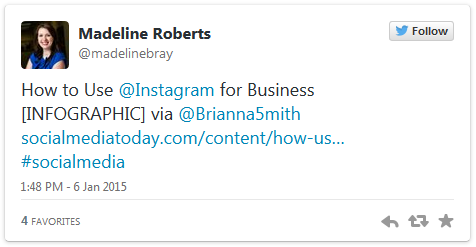 Madeline Roberts
@madelinebray
Follow
How to Use @Instagram for Business
[INFOGRAPHIC] via @Brianna5mith
socialmediatoday.com/content/how-us...
#socialmedia
1:48 PM - 6 Jan 2015
4 FAVORITES